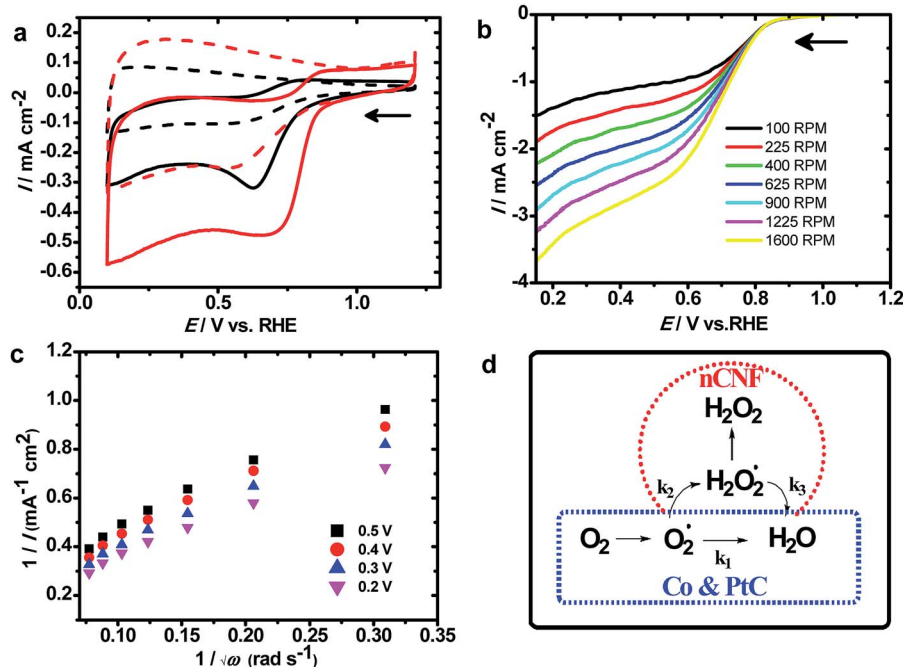 a
0.2
0.1
0.0
-0.1
-0.2
-0.3
-0.4
-0.5
-0.6
I / mA cm-2
0.0
0.5
1.0
E / V vs. RHE
b
0
-1
-2
-3
-4
I / mA cm-2
100 RPM
225 RPM
400 RPM
625 RPM
900 RPM
1225 RPM
1600 RPM
0.2
0.4
0.6
0.8
1.0
1.2
E / V vs.RHE
c
1.2
1.0
0.8
0.6
0.4
0.2
1 / I /(mA-1 cm2)
0.5 V
0.4 V
0.3 V
0.2 V
0.10
0.15
0.20
0.25
0.30
0.35
1 / √ω (rad s-1)
d
nCNF
H2O2
k2 H2O2• k3
O2 O2• H2O
k1
Co & PtC